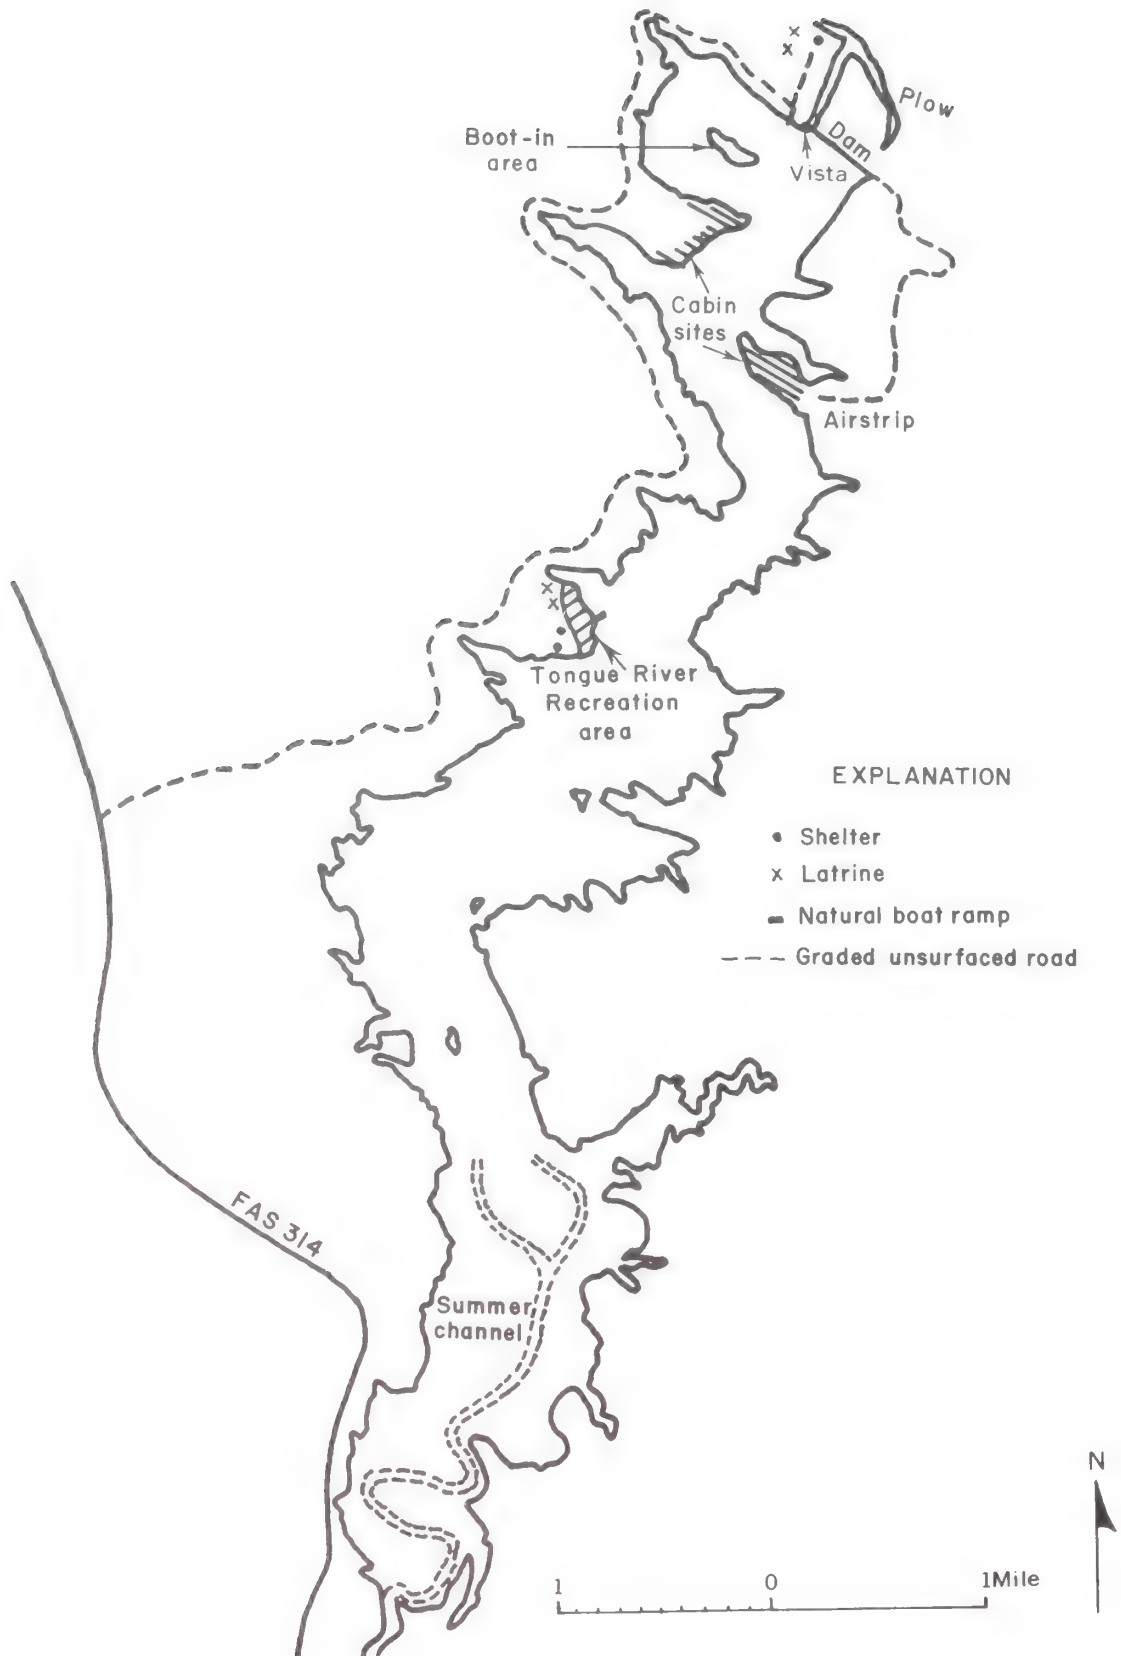 Plow
Dam
Boot-in
area
Vista
Cabin
sites
Airstrip
x
x
x
x
Tongue River
Recreation
area
EXPLANATION
Shelter
x Latrine
Natural boat ramp
Graded unsurfaced road
FAS 314
Summer
channel
N
1 0 1Mile